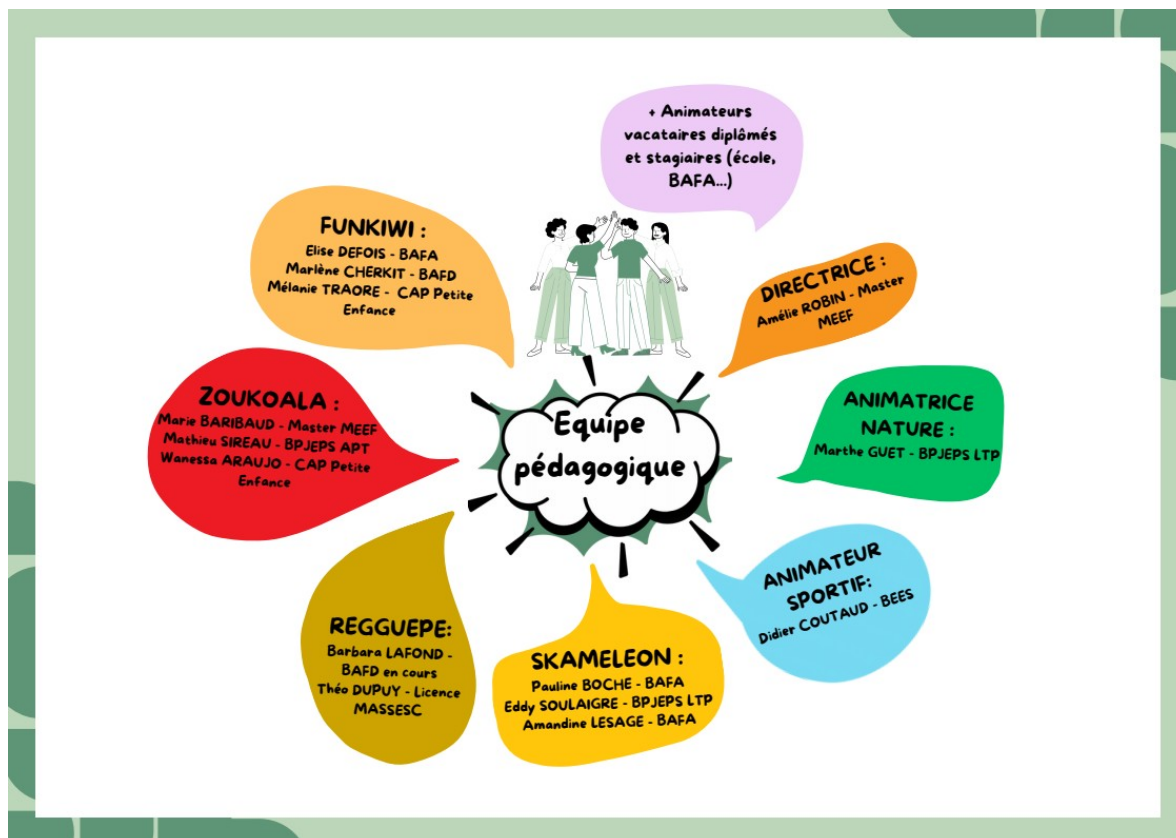 + Animateurs
vacataires diplômés
et stagiaires (école,
BAFA...)
FUNKIWI :
Elise DEFOIS - BAFA
Marlène CHERKIT - BAFD
Mélanie TRAORE - CAP Petite
Enfance
DIRECTRICE :
Amélie ROBIN - Master
MEEF
ZOUKOALA :
Marie BARIBAUD - Master MEEF
Mathieu SIREAU - BPJEPS APT
Wanessa ARAUJO - CAP Petite
Enfance
Equipe
pédagogique
ANIMATRICE
NATURE :
Marthe GUET - BPJEPS LTP
ANIMATEUR
SPORTIF:
Didier COUTAUD - BEES
REGGUEPE:
Barbara LAFOND -
BAFD en cours
Théo DUPUY - Licence
MASSESC
SKAMELEON :
Pauline BOCHE - BAFA
Eddy SOULAIGRE - BPJEPS LTP
Amandine LESAGE - BAFA